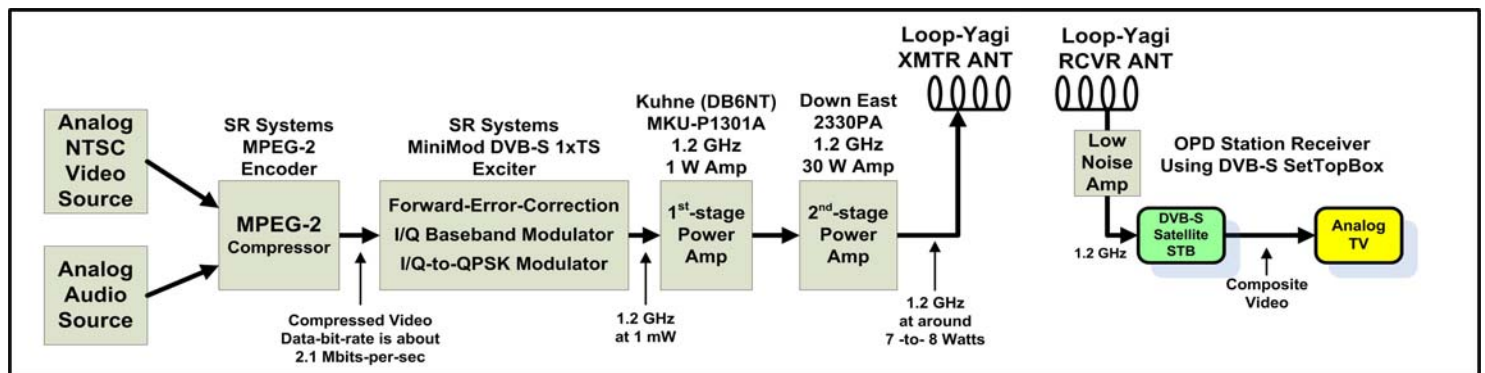 Analog
NTSC
Video
Source
Analog
Audio
Source
SR Systems
MPEG-2
Encoder
MPEG-2
Compressor
Compressed Video
Data-bit-rate is about
2.1 Mbits-per-sec
SR Systems
MiniMod DVB-S 1xTS
Exciter
Forward-Error-Correction
I/Q Baseband Modulator
I/Q-to-QPSK Modulator
1.2 GHz
at 1 mW
Kuhne (DB6NT)
MKU-P1301A
1.2 GHz
1 W Amp
1st-stage
Power
Amp
Down East
2330PA
1.2 GHz
30 W Amp
2nd-stage
Power
Amp
1.2 GHz
at around
7 -to- 8 Watts
Loop-Yagi
XMTR ANT
Loop-Yagi
RCVR ANT
Low
Noise
Amp
1.2 GHz
OPD Station Receiver
Using DVB-S SetTopBox
DVB-S
Satellite
STB
Composite
Video
Analog
TV